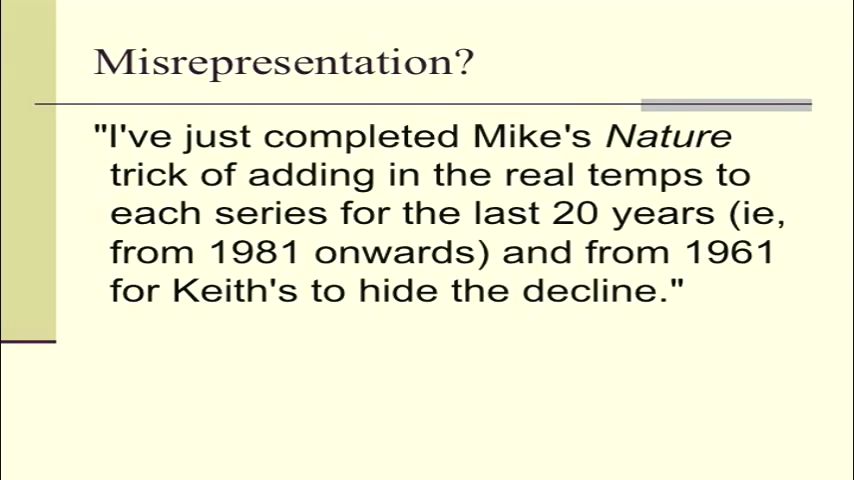 Misrepresentation?
"I've just completed Mike's Nature
trick of adding in the real temps to
each series for the last 20 years (ie,
from 1981 onwards) and from 1961
for Keith's to hide the decline."